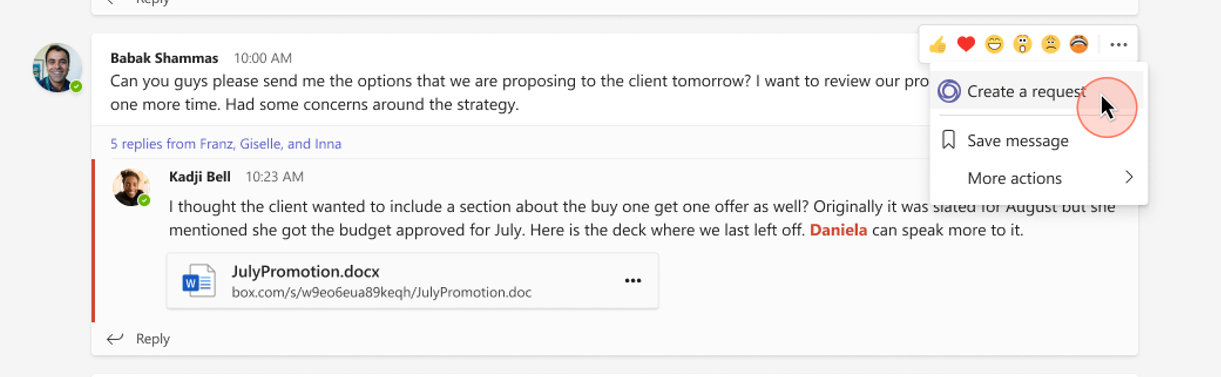 Reply
Babak Shammas 10:00 AM
Can you guys please send me the options that we are proposing to the client tomorrow? I want to review our pro
one more time. Had some concerns around the strategy.
Create a request
Save message
More actions
5 replies from Franz, Giselle, and Inna
Kadji Bell 10:23 AM
I thought the client wanted to include a section about the buy one get one offer as well? Originally it was slated for August but she
mentioned she got the budget approved for July. Here is the deck where we last left off. Daniela can speak more to it.
W
JulyPromotion.docx
box.com/s/w9eo6eua89keqh/JulyPromotion.doc
Reply